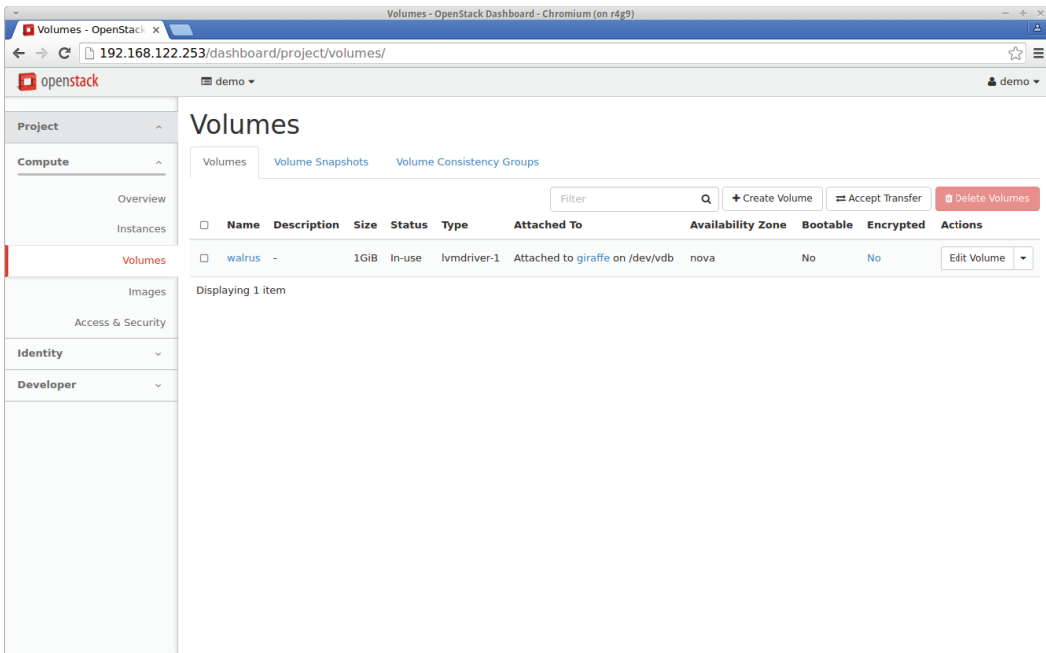 Volumes - OpenStack Dashboard - Chromium (on r4g9)
Volumes - OpenStack
192.168.122.253/dashboard/project/volumes/
openstack
demo
demo
Project
Compute
Overview
Instances
Volumes
Images
Access & Security
Identity
Developer
Volumes
Volumes Volume Snapshots Volume Consistency Groups
Filter + Create Volume Accept Transfer Delete Volumes
Name Description Size Status Type Attached To Availability Zone Bootable Encrypted Actions
walrus - 1GiB In-use lvmdriver-1 Attached to giraffe on /dev/vdb nova No No Edit Volume
Displaying 1 item